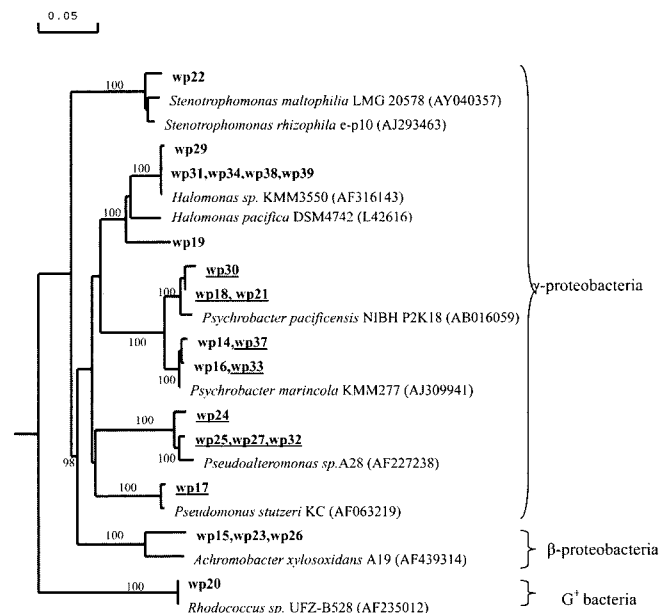 0.05
100
wp22
Stenotrophomonas maltophilia LMG 20578 (AY040357)
Stenotrophomonas rhizophila e-p10 (AJ293463)
wp29
100
wp31,wp34,wp38,wp39
Halomonas sp. KMM3550 (AF316143)
100
Halomonas pacifica DSM4742 (L42616)
wp19
wp30
100
wp18, wp21
γ-proteobacteria
Psychrobacter pacificensis NIBH P2K18 (AB016059)
100
wp14,wp37
wp16,wp33
100
Psychrobacter marincola KMM277 (AJ309941)
100
wp24
wp25,wp27,wp32
100
Pseudoalteromonas sp.A28 (AF227238)
98
100
wp17
Pseudomonas stutzeri KC (AF063219)
100
wp15,wp23,wp26
β-proteobacteria
Achromobacter xylosoxidans A19 (AF439314)
100
wp20
G+ bacteria
Rhodococcus sp. UFZ-B528 (AF235012)